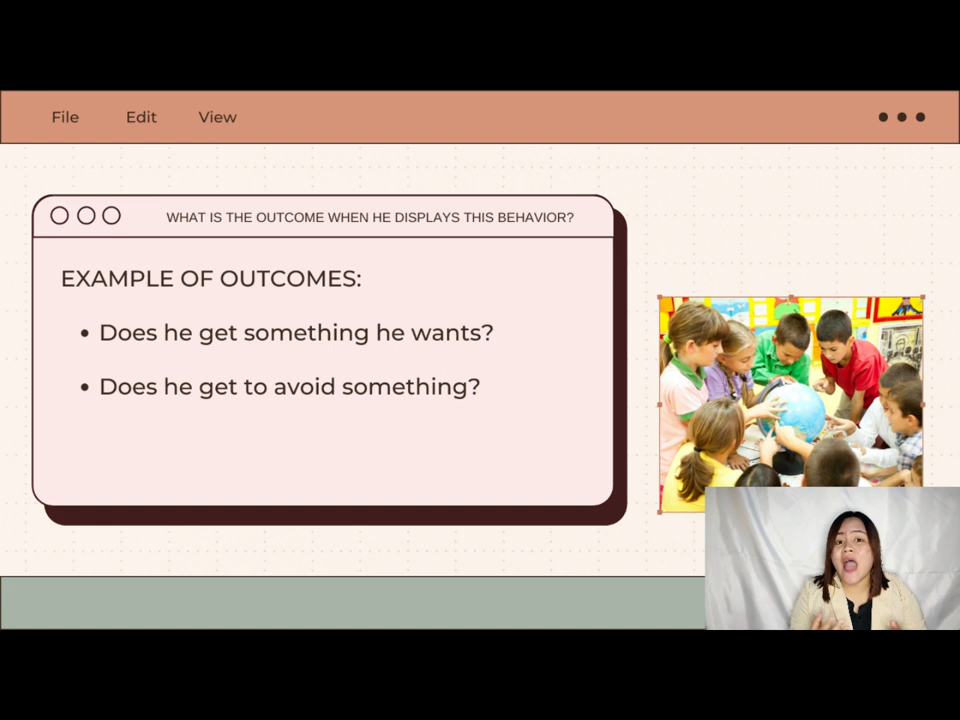 File Edit View
WHAT IS THE OUTCOME WHEN HE DISPLAYS THIS BEHAVIOR?
EXAMPLE OF OUTCOMES:
• Does he get something he wants?
• Does he get to avoid something?